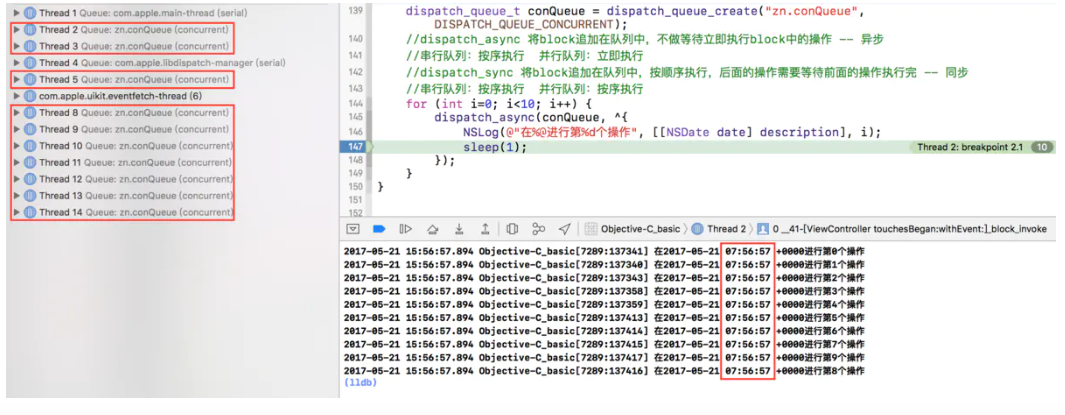 Thread 1 Queue: com.apple.main-thread (serial)
Thread 2 Queue: zn.conQueue (concurrent)
Thread 3 Queue: zn.conQueue (concurrent)
Thread 4 Queue: com.apple.libdispatch-manager (serial)
Thread 5 Queue: zn.conQueue (concurrent)
com.apple.uikit.eventfetch-thread (6)
Thread 8 Queue: zn.conQueue (concurrent)
Thread 9 Queue: zn.conQueue (concurrent)
Thread 10 Queue: zn.conQueue (concurrent)
Thread 11 Queue: zn.conQueue (concurrent)
Thread 12 Queue: zn.conQueue (concurrent)
Thread 13 Queue: zn.conQueue (concurrent)
Thread 14 Queue: zn.conQueue (concurrent)
139 dispatch_queue_t conQueue = dispatch_queue_create("zn.conQueue",
DISPATCH_QUEUE_CONCURRENT);
140 //dispatch_async 将block追加在队列中，不做等待立即执行block中的操作 -- 异步
141 //串行队列：按序执行 并行队列：立即执行
142 //dispatch_sync 将block追加在队列中，按顺序执行，后面的操作需要等待前面的操作执行完 -- 同步
143 //串行队列：按序执行 并行队列：按序执行
144 for (int i=0; i<10; i++) {
145 dispatch_async(conQueue, ^{
146 NSLog(@"在%@进行第%d个操作", [[NSDate date] description], i);
147 sleep(1); Thread 2: breakpoint 2.1 10
148 });
149 }
150 }
151
152
Objective-C_basic Thread 2 0 __41-[ViewController touchesBegan:withEvent:]_block_invoke
2017-05-21 15:56:57.894 Objective-C_basic[7289:137341] 在2017-05-21 07:56:57 +0000进行第0个操作
2017-05-21 15:56:57.894 Objective-C_basic[7289:137340] 在2017-05-21 07:56:57 +0000进行第1个操作
2017-05-21 15:56:57.894 Objective-C_basic[7289:137343] 在2017-05-21 07:56:57 +0000进行第2个操作
2017-05-21 15:56:57.894 Objective-C_basic[7289:137358] 在2017-05-21 07:56:57 +0000进行第3个操作
2017-05-21 15:56:57.894 Objective-C_basic[7289:137359] 在2017-05-21 07:56:57 +0000进行第4个操作
2017-05-21 15:56:57.894 Objective-C_basic[7289:137413] 在2017-05-21 07:56:57 +0000进行第5个操作
2017-05-21 15:56:57.894 Objective-C_basic[7289:137414] 在2017-05-21 07:56:57 +0000进行第6个操作
2017-05-21 15:56:57.894 Objective-C_basic[7289:137415] 在2017-05-21 07:56:57 +0000进行第7个操作
2017-05-21 15:56:57.894 Objective-C_basic[7289:137417] 在2017-05-21 07:56:57 +0000进行第9个操作
2017-05-21 15:56:57.894 Objective-C_basic[7289:137416] 在2017-05-21 07:56:57 +0000进行第8个操作
(lldb)